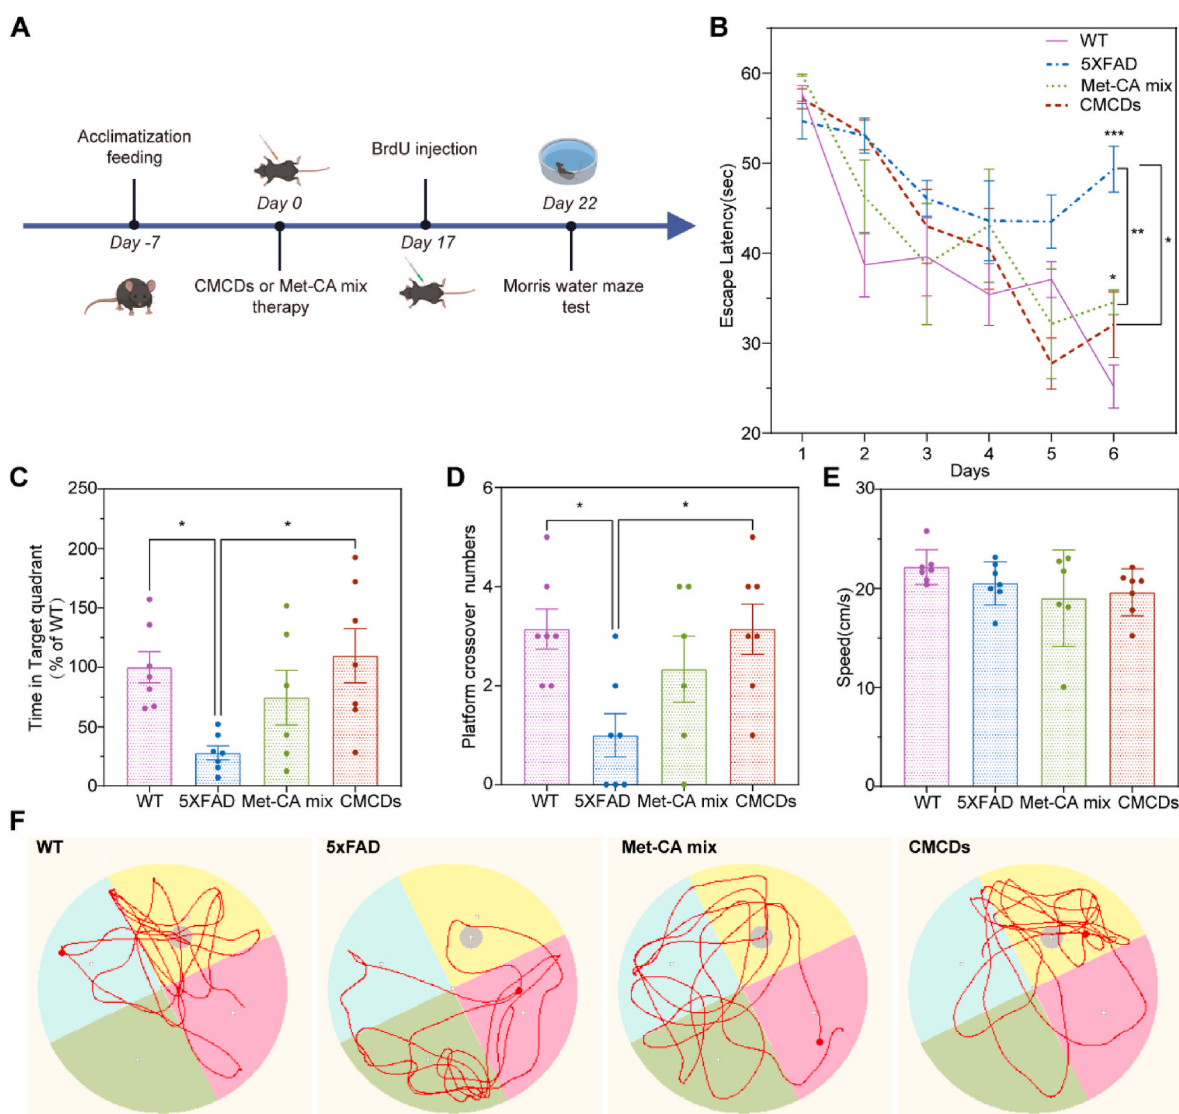 A
Acclimatization
feeding
BrdU injection
Day 0
Day 22
Day -7
Day 17
CMCDs or Met-CA mix
therapy
Morris water maze
test
B
WT
5XFAD
Met-CA mix
CMCDs
Escape Latency(sec)
60
50
40
30
20
***
**
*
*
1 2 3 4 5 6
Days
C
Time in Target quadrant
(% of WT)
250
200
150
100
50
0
* *
WT 5XFAD Met-CA mix CMCDs
D
Platform crossover numbers
6
4
2
0
* *
WT 5XFAD Met-CA mix CMCDs
E
Speed(cm/s)
30
20
10
0
WT 5XFAD Met-CA mix CMCDs
F
WT
5xFAD
Met-CA mix
CMCDs